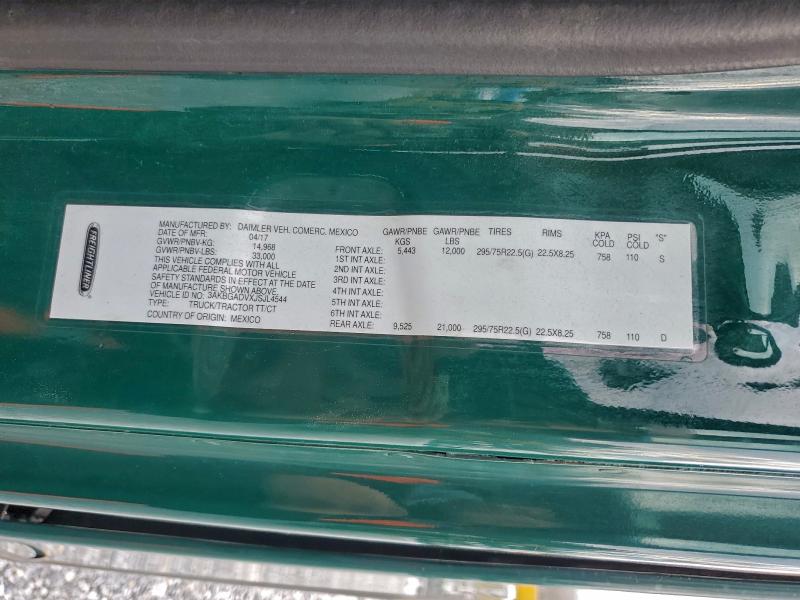 FREIGHTLINER
MANUFACTURED BY: DAIMLER VEH. COMERC. MEXICO
DATE OF MFR: 04/17
GVWR/PNBV-KG: 14,968
GVWR/PNBV-LBS: 33,000
THIS VEHICLE COMPLIES WITH ALL
APPLICABLE FEDERAL MOTOR VEHICLE
SAFETY STANDARDS IN EFFECT AT THE DATE
OF MANUFACTURE SHOWN ABOVE.
VEHICLE ID NO: 3AKBGADVXJSJL4544
TYPE: TRUCK/TRACTOR TT/CT
COUNTRY OF ORIGIN: MEXICO
GAWR/PNBE KGS GAWR/PNBE LBS TIRES RIMS KPA COLD PSI COLD "S"
FRONT AXLE: 5,443 12,000 295/75R22.5(G) 22.5X8.25 758 110 S
1ST INT AXLE:
2ND INT AXLE:
3RD INT AXLE:
4TH INT AXLE:
5TH INT AXLE:
6TH INT AXLE:
REAR AXLE: 9,525 21,000 295/75R22.5(G) 22.5X8.25 758 110 D